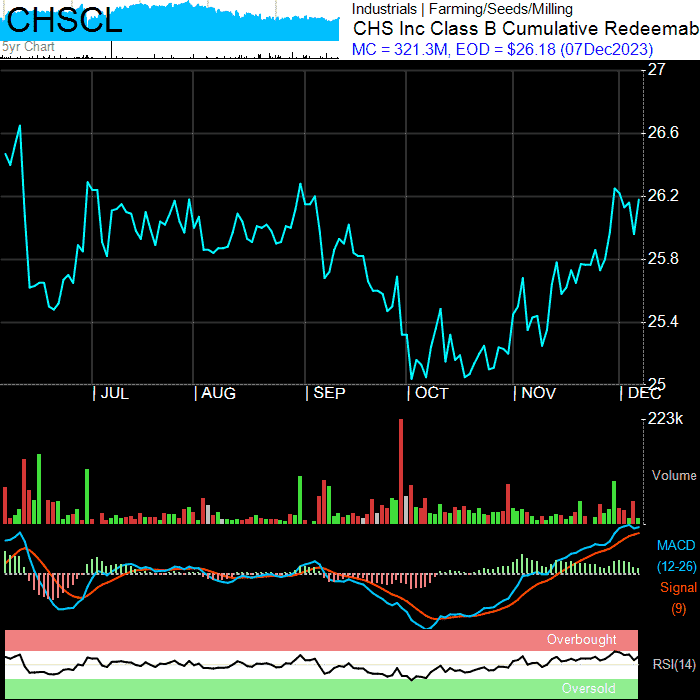 CHSCL
5yr Chart
Industrials | Farming/Seeds/Milling
CHS Inc Class B Cumulative Redeemab
MC = 321.3M, EOD = $26.18 (07Dec2023)
27
26.6
26.2
25.8
25.4
25
| JUL | AUG | SEP | OCT | NOV | DEC
223k
Volume
MACD
(12-26)
Signal
(9)
Overbought
RSI(14)
Oversold